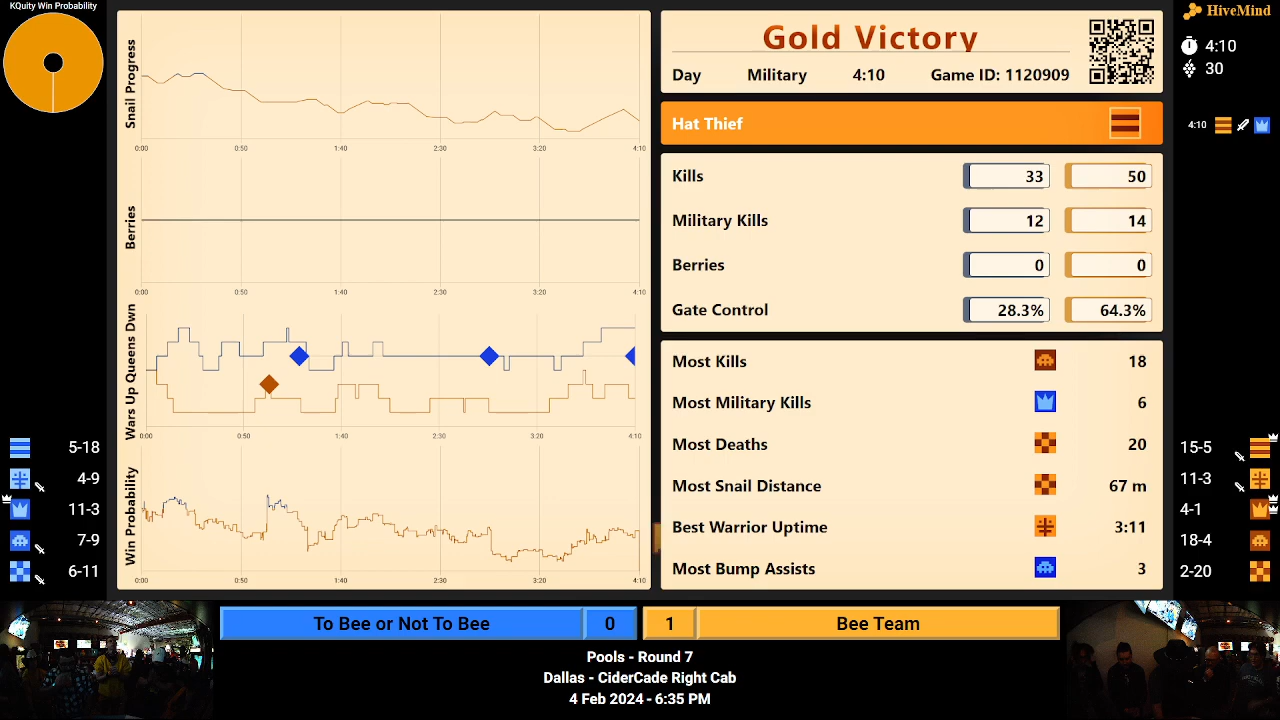 KQuity Win Probability
HiveMind
4:10
30
4:10
Gold Victory
Day Military 4:10 Game ID: 1120909
Hat Thief
Kills 33 50
Military Kills 12 14
Berries 0 0
Gate Control 28.3% 64.3%
Most Kills 18
Most Military Kills 6
Most Deaths 20
Most Snail Distance 67 m
Best Warrior Uptime 3:11
Most Bump Assists 3
Snail Progress
0:00 0:50 1:40 2:30 3:20 4:10
Berries
0:00 0:50 1:40 2:30 3:20 4:10
Wars Up Queens Dwn
0:00 0:50 1:40 2:30 3:20 4:10
Win Probability
0:00 0:50 1:40 2:30 3:20 4:10
5-18
4-9
11-3
7-9
6-11
15-5
11-3
4-1
18-4
2-20
To Bee or Not To Bee 0 1 Bee Team
Pools - Round 7
Dallas - CiderCade Right Cab
4 Feb 2024 - 6:35 PM